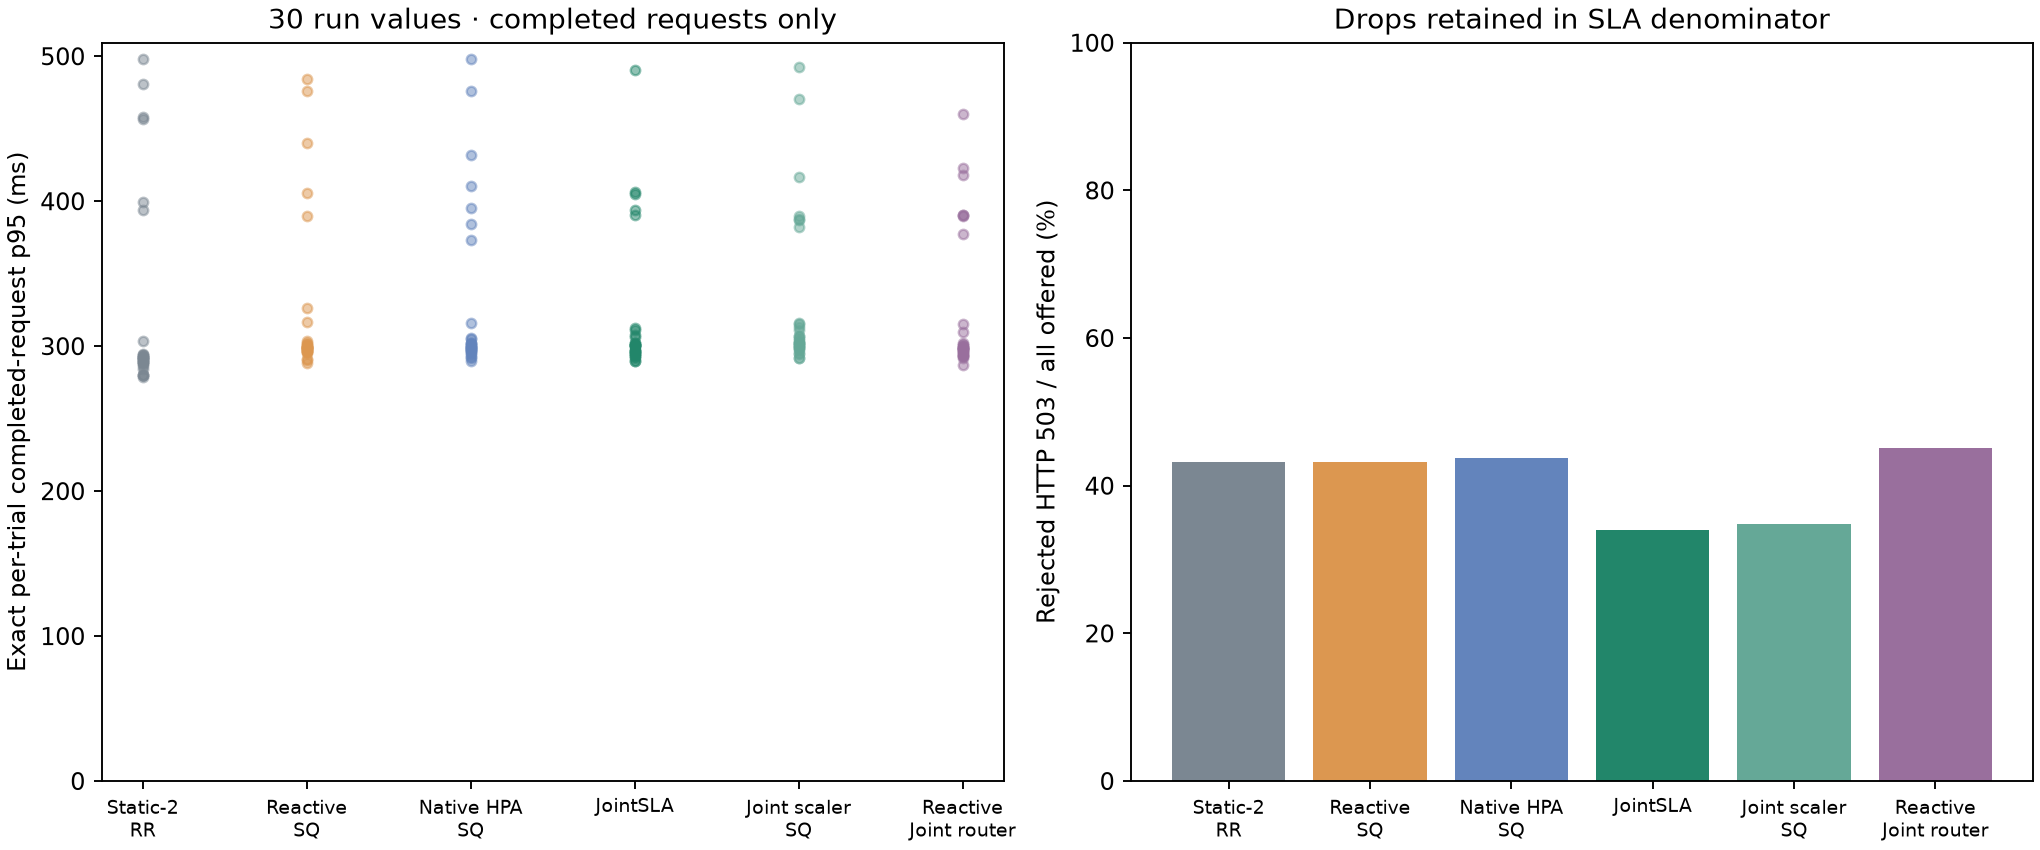 30 run values · completed requests only
Exact per-trial completed-request p95 (ms)
500
400
300
200
100
0
Static-2
RR
Reactive
SQ
Native HPA
SQ
JointSLA
Joint scaler
SQ
Reactive
Joint router
Drops retained in SLA denominator
Rejected HTTP 503 / all offered (%)
100
80
60
40
20
0
Static-2
RR
Reactive
SQ
Native HPA
SQ
JointSLA
Joint scaler
SQ
Reactive
Joint router